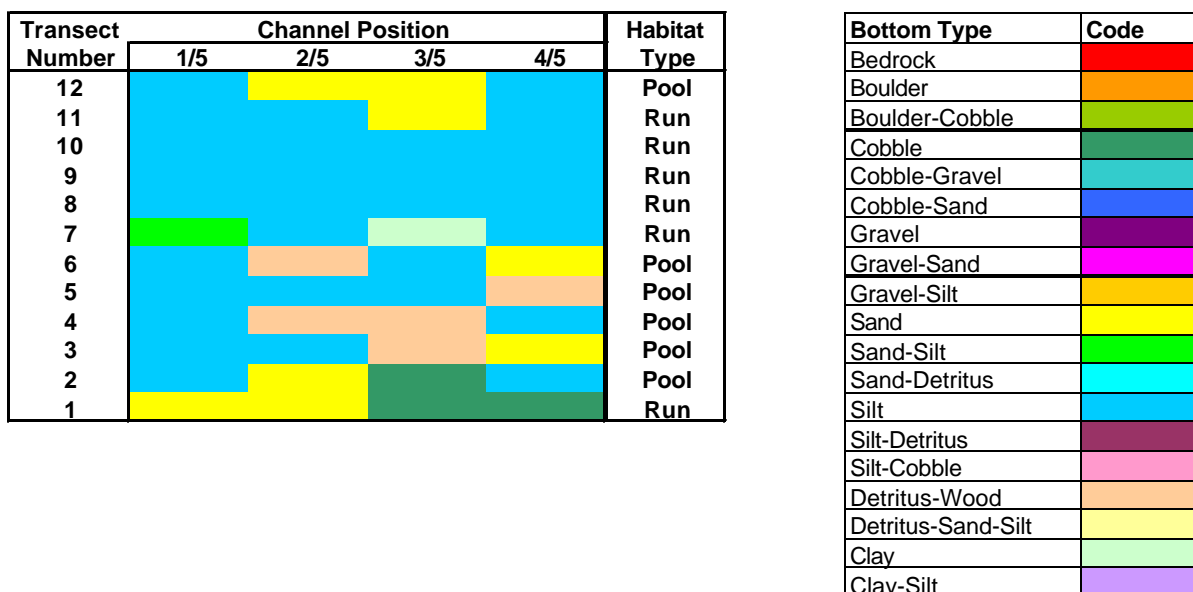 Transect Channel Position Habitat
Number 1/5 2/5 3/5 4/5 Type
12 Pool
11 Run
10 Run
9 Run
8 Run
7 Run
6 Pool
5 Pool
4 Pool
3 Pool
2 Pool
1 Run
Bottom Type Code
Bedrock
Boulder
Boulder-Cobble
Cobble
Cobble-Gravel
Cobble-Sand
Gravel
Gravel-Sand
Gravel-Silt
Sand
Sand-Silt
Sand-Detritus
Silt
Silt-Detritus
Silt-Cobble
Detritus-Wood
Detritus-Sand-Silt
Clay
Clay-Silt